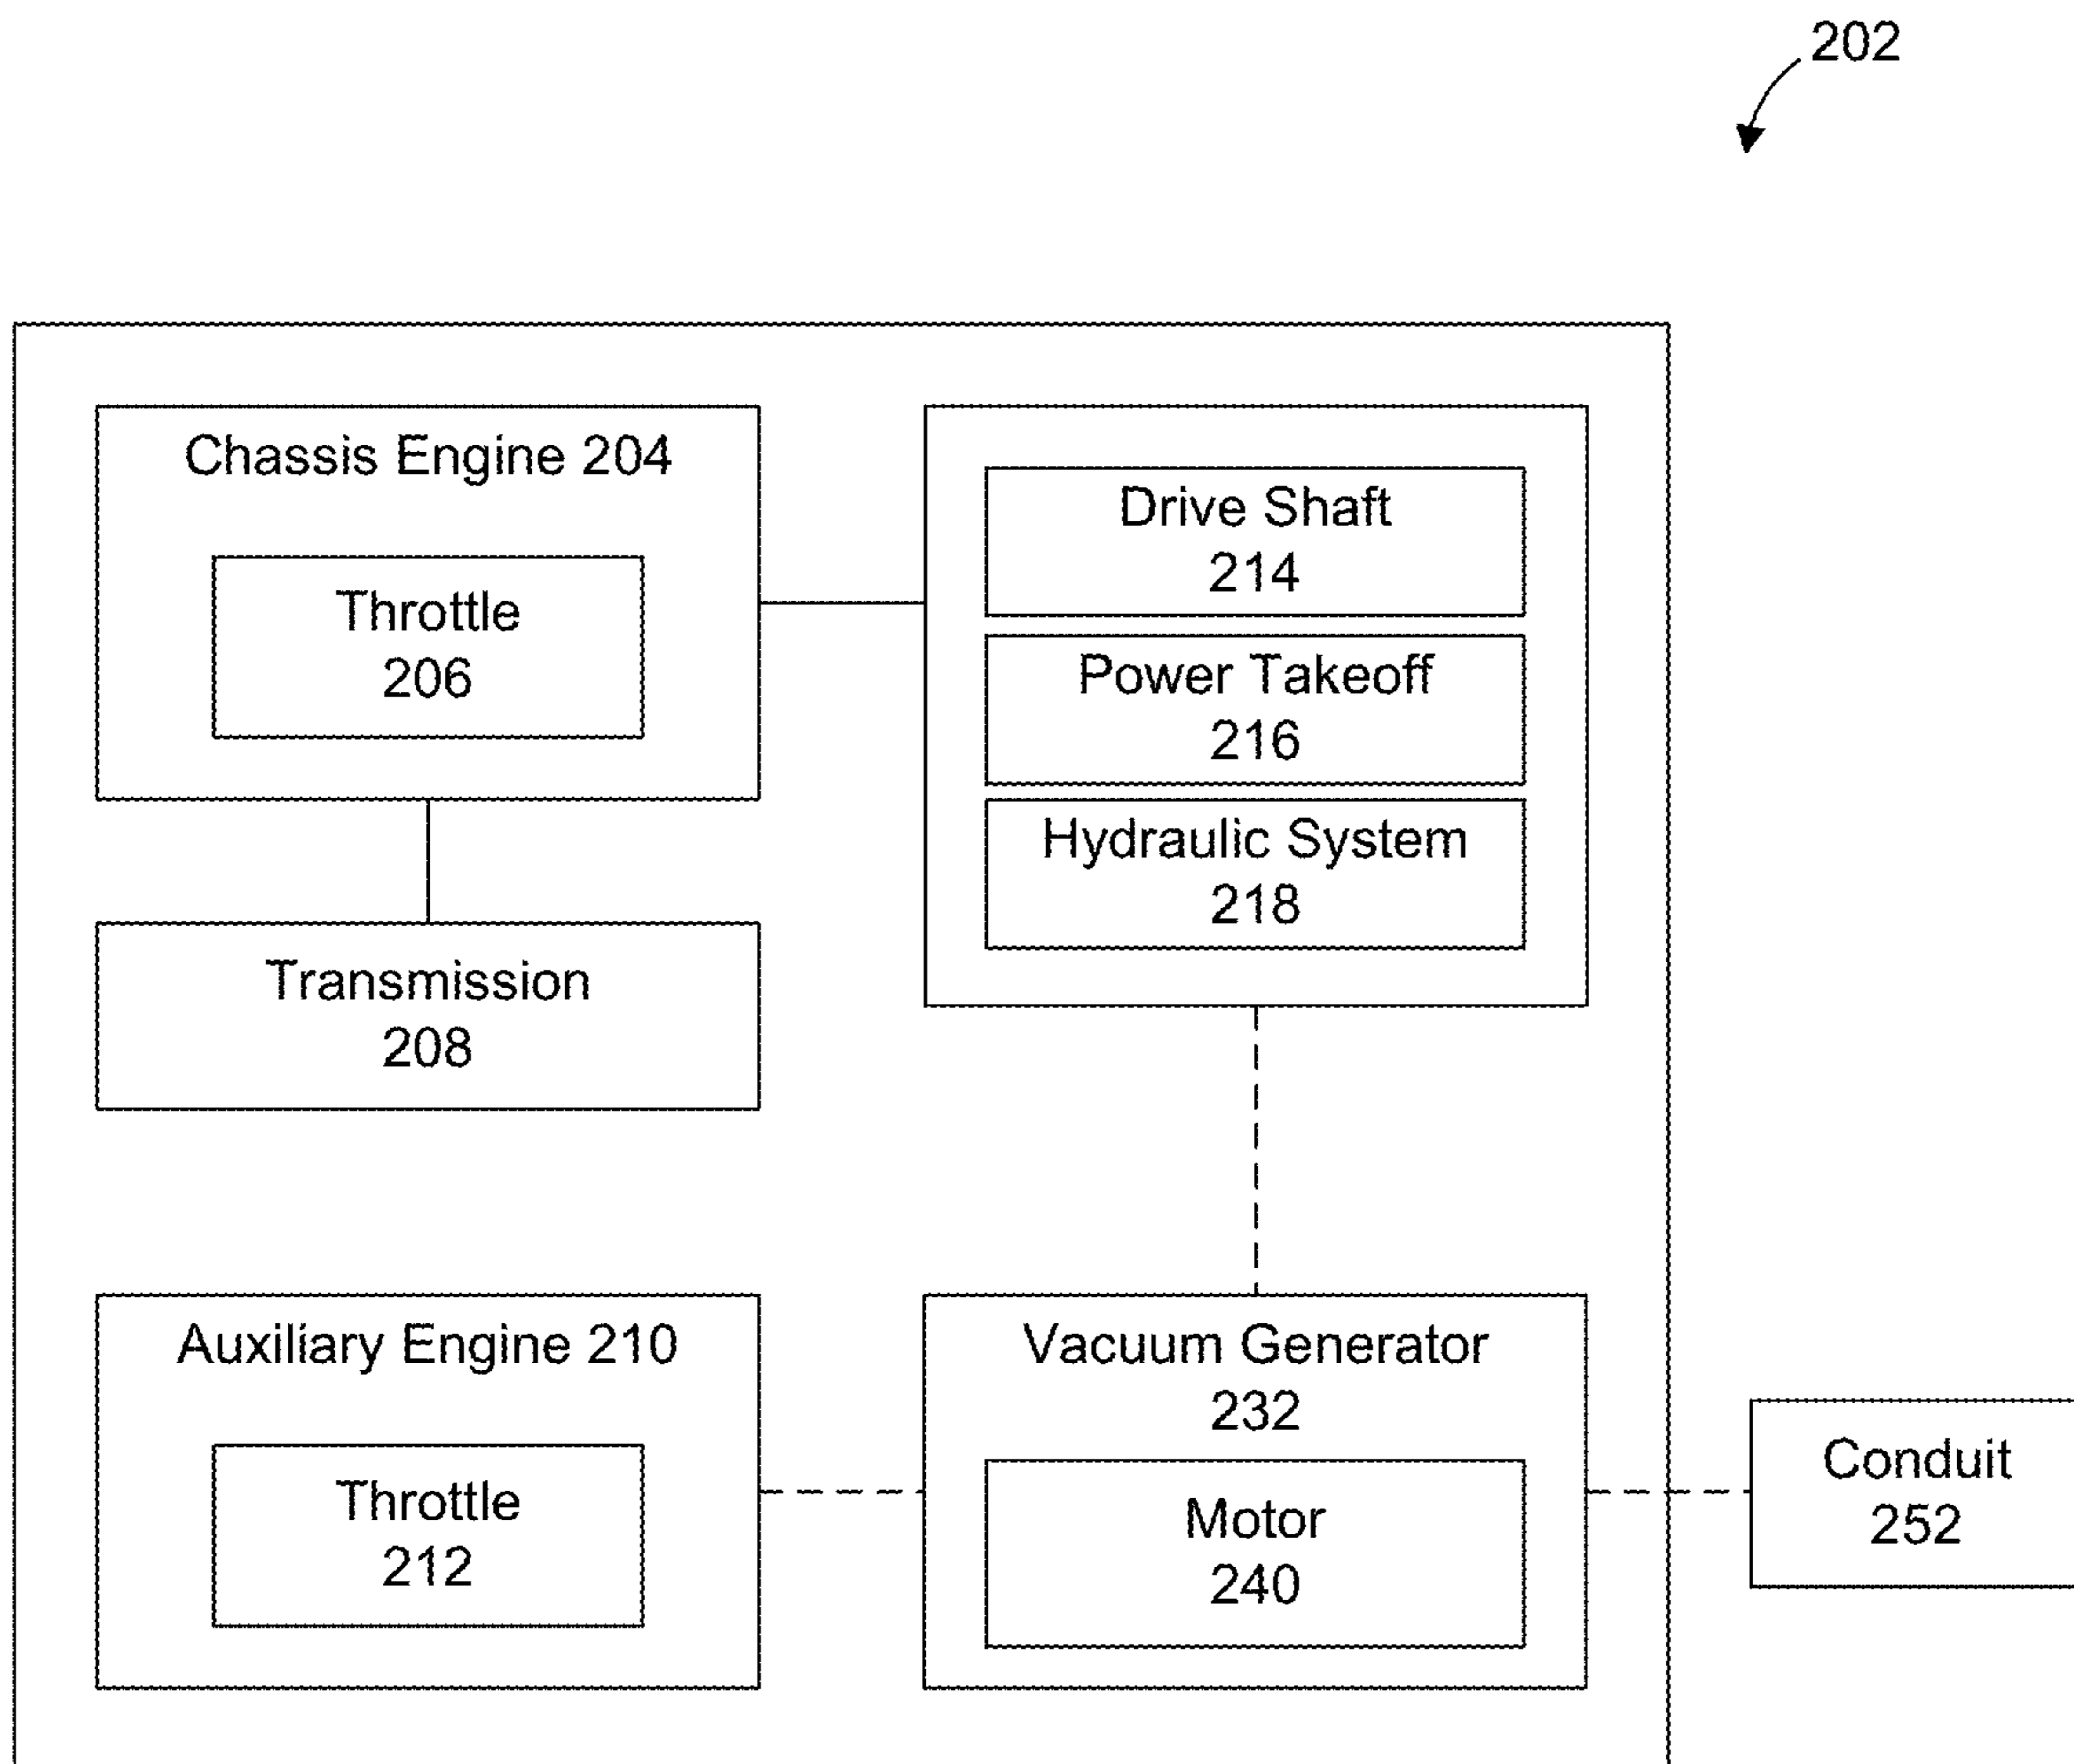 202
Chassis Engine 204
Throttle
206
Drive Shaft
214
Power Takeoff
216
Hydraulic System
218
Transmission
208
Auxiliary Engine 210
Throttle
212
Vacuum Generator
232
Motor
240
Conduit
252